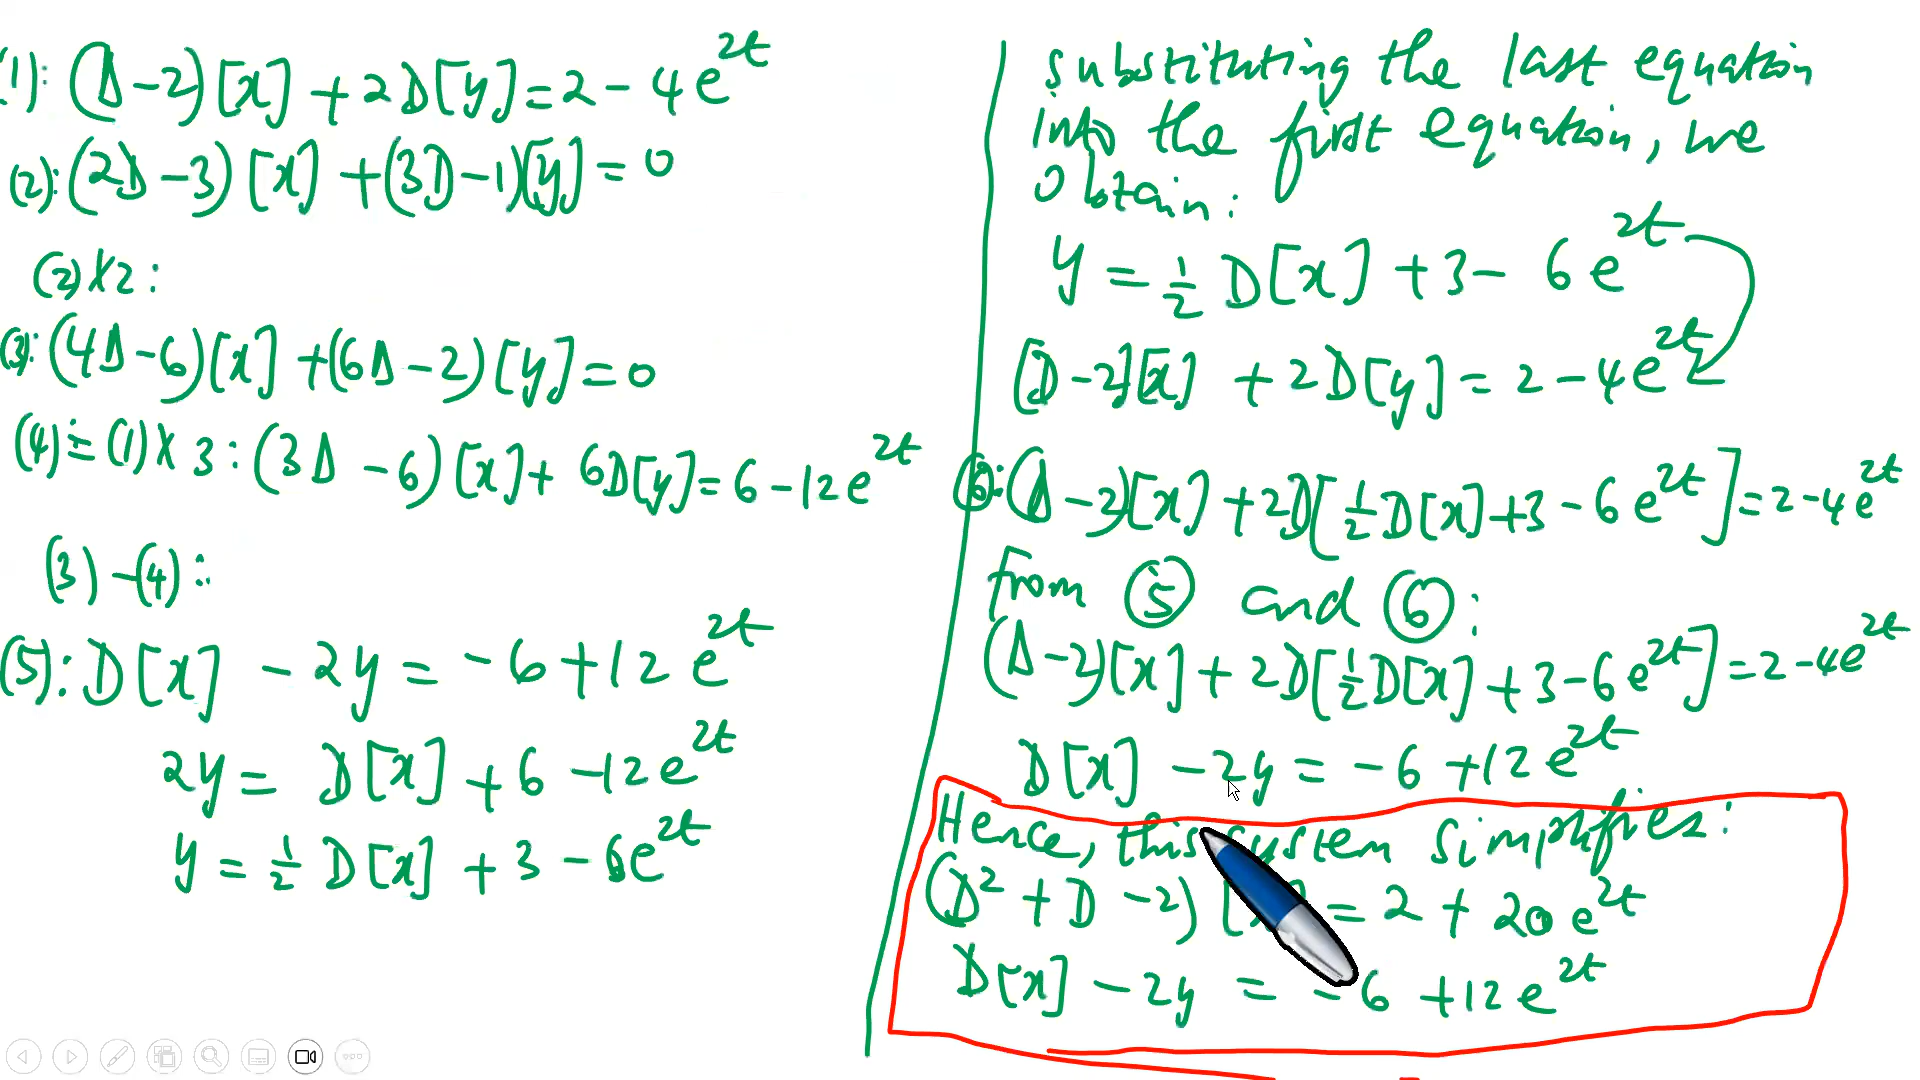 (1): (D-2)[x] + 2D[y] = 2 - 4e^{2t}
(2): (2D-3)[x] + (3D-1)[y] = 0
(2) X 2 :
(3): (4D-6)[x] + (6D-2)[y] = 0
(4) = (1) X 3 : (3D-6)[x] + 6D[y] = 6 - 12e^{2t}
(3) - (4) :
(5): D[x] - 2y = -6 + 12e^{2t}
2y = D[x] + 6 - 12e^{2t}
y = 1/2 D[x] + 3 - 6e^{2t}
substituting the last equation
into the first equation, we
obtain:
y = 1/2 D[x] + 3 - 6e^{2t}
[D-2][x] + 2D[y] = 2 - 4e^{2t}
(6): (D-2)[x] + 2D[1/2 D[x] + 3 - 6e^{2t}] = 2 - 4e^{2t}
from ⑤ and ⑥ :
(D-2)[x] + 2D[1/2 D[x] + 3 - 6e^{2t}] = 2 - 4e^{2t}
D[x] - 2y = -6 + 12e^{2t}
Hence, this system simplifies:
(D² + D - 2) [x] = 2 + 20e^{2t}
D[x] - 2y = -6 + 12e^{2t}